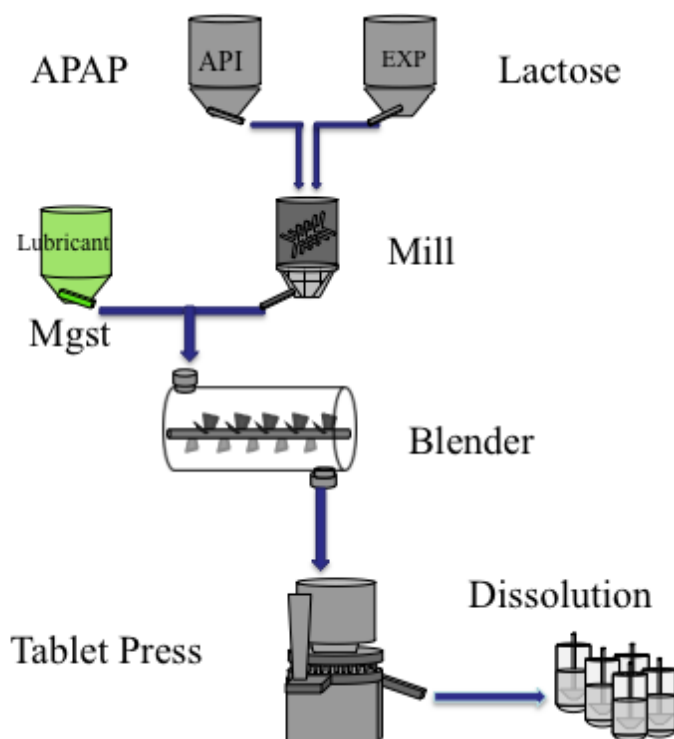 APAP
API
EXP
Lactose
Lubricant
Mill
Mgst
Blender
Dissolution
Tablet Press